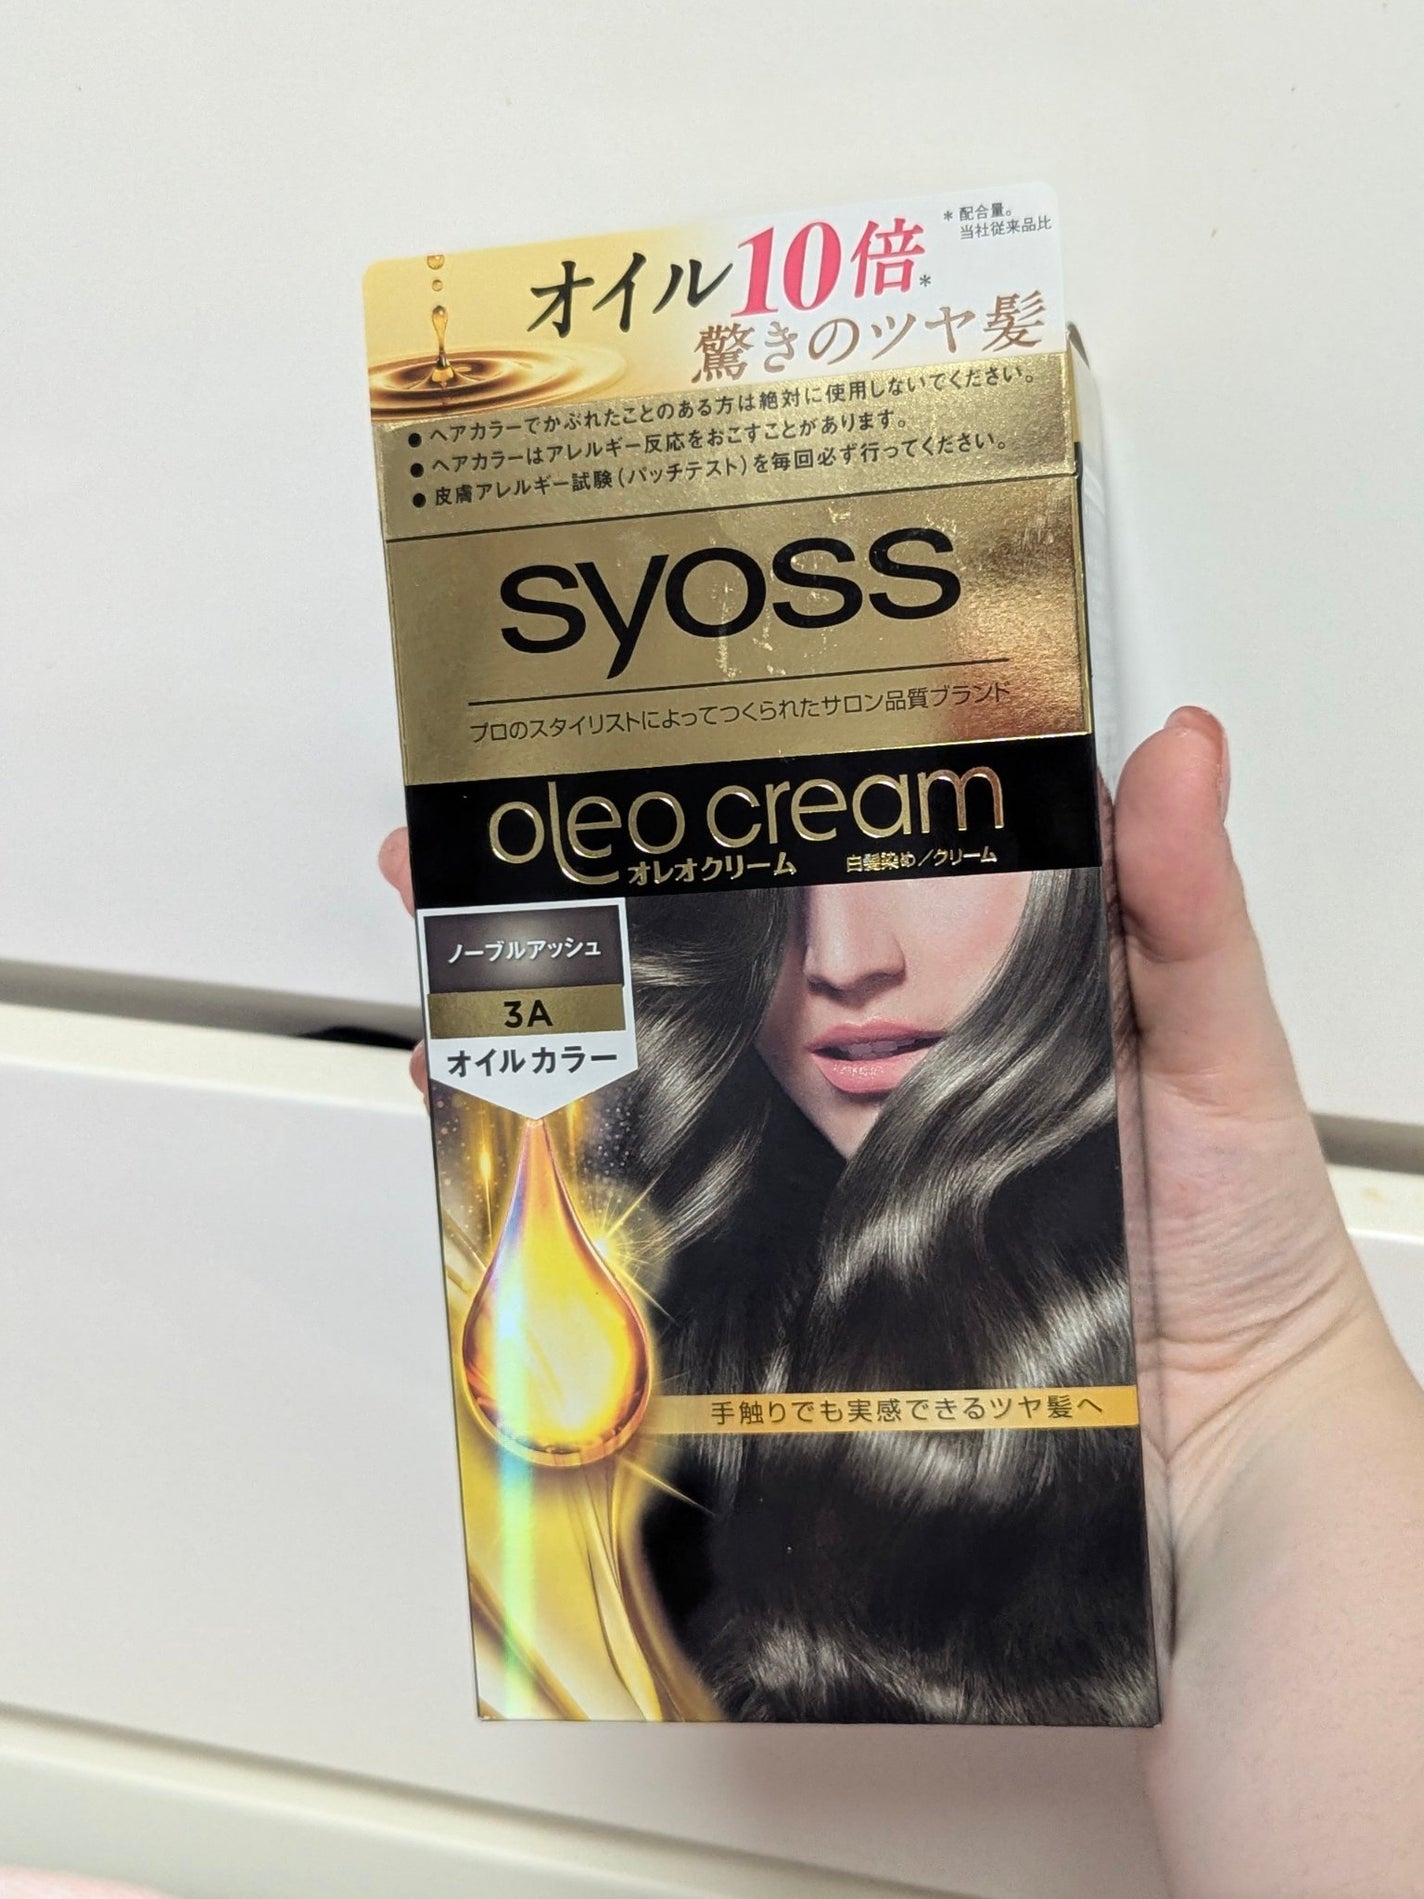 オイル10倍*
* 配合量。
当社従来品比
驚きのツヤ髪
● ヘアカラーでかぶれたことのある方は絶対に使用しないでください。
● ヘアカラーはアレルギー反応をおこすことがあります。
● 皮膚アレルギー試験(パッチテスト)を毎回必ず行ってください。
syoss
プロのスタイリストによってつくられたサロン品質ブランド
oleo cream
オレオクリーム 白髪染め/クリーム
ノーブルアッシュ
3A
オイルカラー
手触りでも実感できるツヤ髪へ